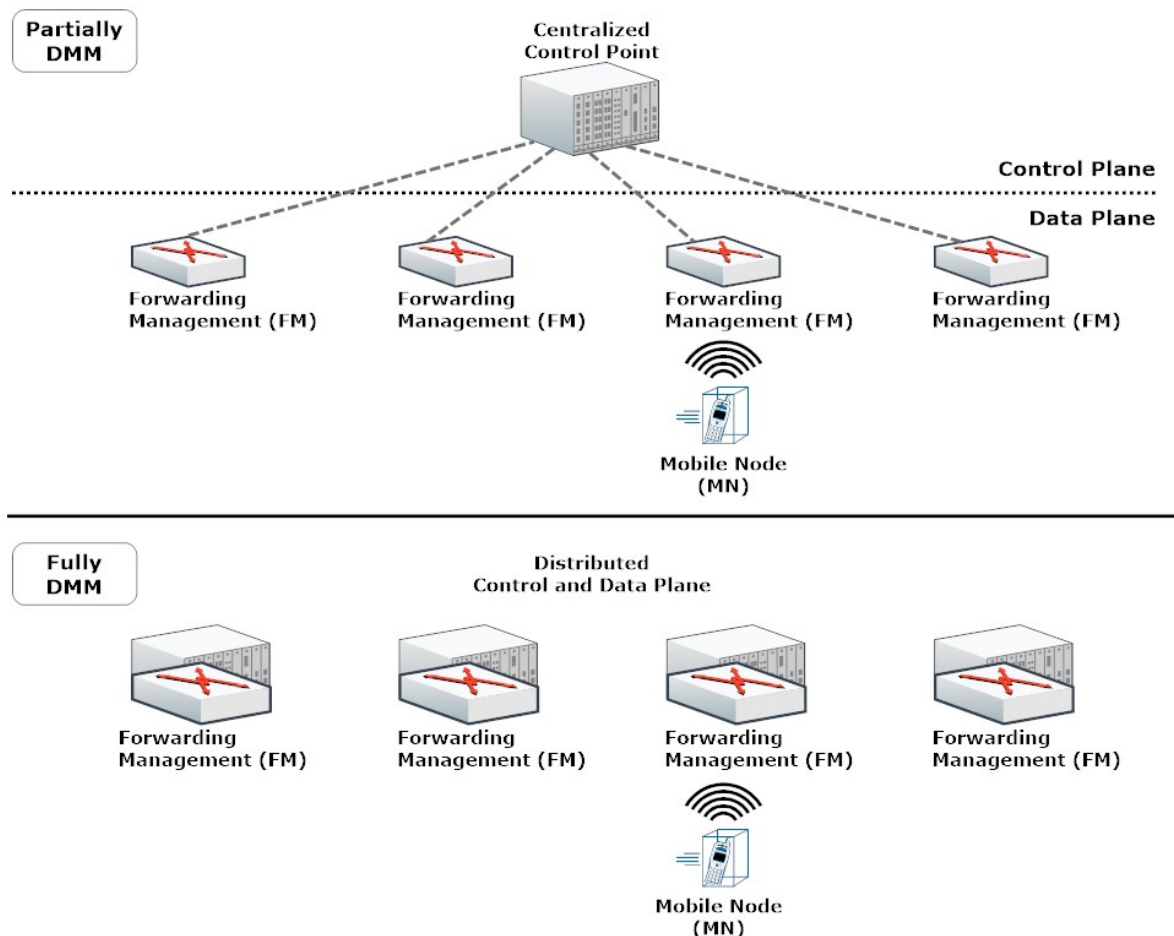 Partially
DMM
Centralized
Control Point
Control Plane
Data Plane
Forwarding
Management (FM)
Forwarding
Management (FM)
Forwarding
Management (FM)
Forwarding
Management (FM)
Mobile Node
(MN)
Fully
DMM
Distributed
Control and Data Plane
Forwarding
Management (FM)
Forwarding
Management (FM)
Forwarding
Management (FM)
Forwarding
Management (FM)
Mobile Node
(MN)